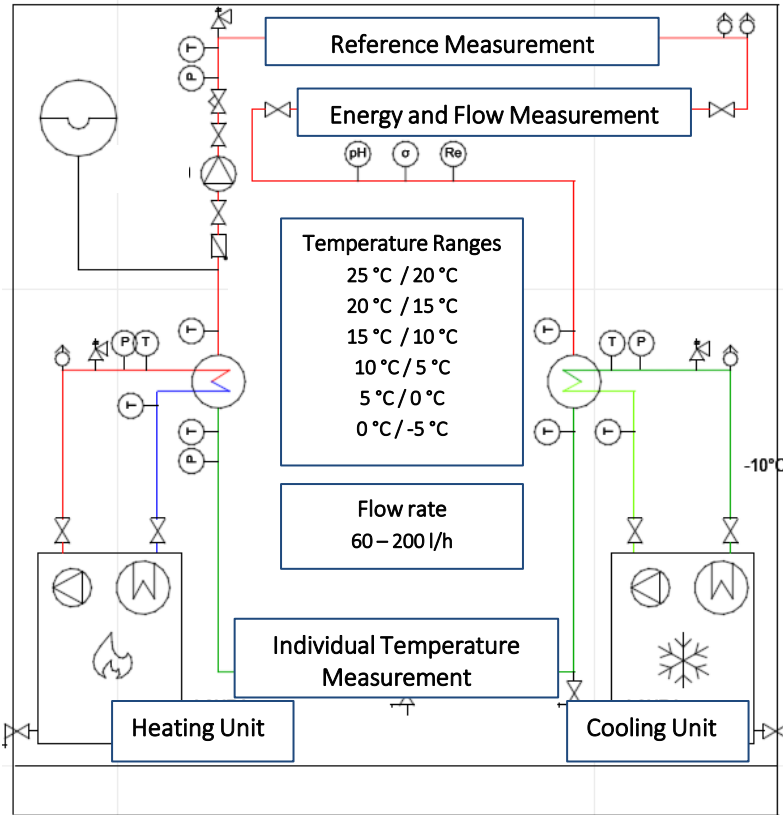 Reference Measurement
T
P
Energy and Flow Measurement
pH
σ
Re
Temperature Ranges
25 °C / 20 °C
20 °C / 15 °C
15 °C / 10 °C
10 °C / 5 °C
5 °C / 0 °C
0 °C / -5 °C
T
T
P
T
T
P
T
T
P
T
T
-10°C
Flow rate
60 – 200 l/h
Individual Temperature
Measurement
Heating Unit
Cooling Unit